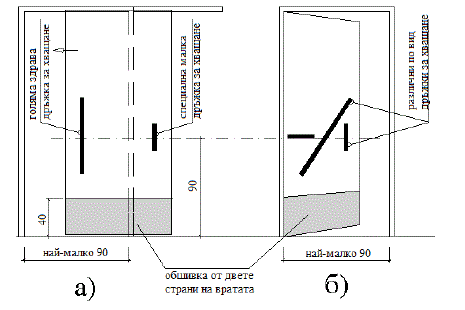 голяма здрава
дръжка за хващане
специална малка
дръжка за хващане
различни по вид
дръжки за хващане
90
40
най-малко 90
най-малко 90
обшивка от двете
страни на вратата
а)
б)